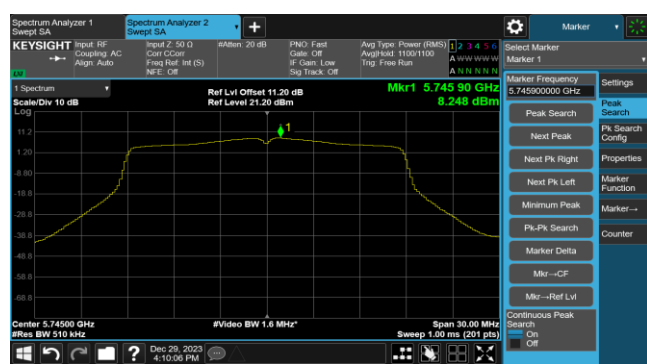 Spectrum Analyzer 1
Swept SA
Spectrum Analyzer 2
Swept SA
+
Marker
KEYSIGHT
Input: RF
Coupling: AC
Align: Auto
Input Z: 50 Ω
Corr CCorr
Freq Ref: Int (S)
NFE: Off
#Atten: 20 dB
PNO: Fast
Gate: Off
IF Gain: Low
Sig Track: Off
Avg Type: Power (RMS)
Avg|Hold: 1100/1100
Trig: Free Run
1 2 3 4 5 6
A W W W W W
A N N N N N
Select Marker
Marker 1
1 Spectrum
Scale/Div 10 dB
Log
Ref Lvl Offset 11.20 dB
Ref Level 21.20 dBm
Mkr1 5.745 90 GHz
8.248 dBm
1
11.2
1.20
-8.80
-18.8
-28.8
-38.8
-48.8
-58.8
-68.8
Center 5.74500 GHz
#Res BW 510 kHz
#Video BW 1.6 MHz*
Span 30.00 MHz
Sweep 1.00 ms (201 pts)
Marker Frequency
5.745900000 GHz
Peak Search
Next Peak
Next Pk Right
Next Pk Left
Minimum Peak
Pk-Pk Search
Marker Delta
Mkr→CF
Mkr→Ref Lvl
Continuous Peak
Search
On
Off
Settings
Peak
Search
Pk Search
Config
Properties
Marker
Function
Marker→
Counter
?
Dec 29, 2023
4:10:06 PM